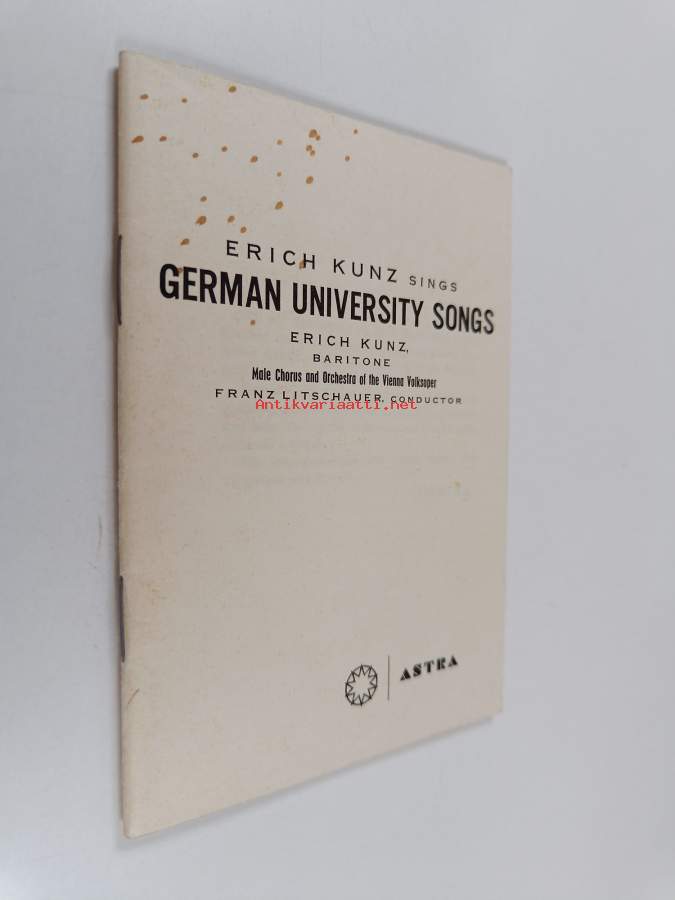 ERICH KUNZ SINGS
GERMAN UNIVERSITY SONGS
ERICH KUNZ,
BARITONE
Male Chorus and Orchestra of the Vienna Volksoper
FRANZ LITSCHAUER, CONDUCTOR
Antikvariaatti.net
ASTRA